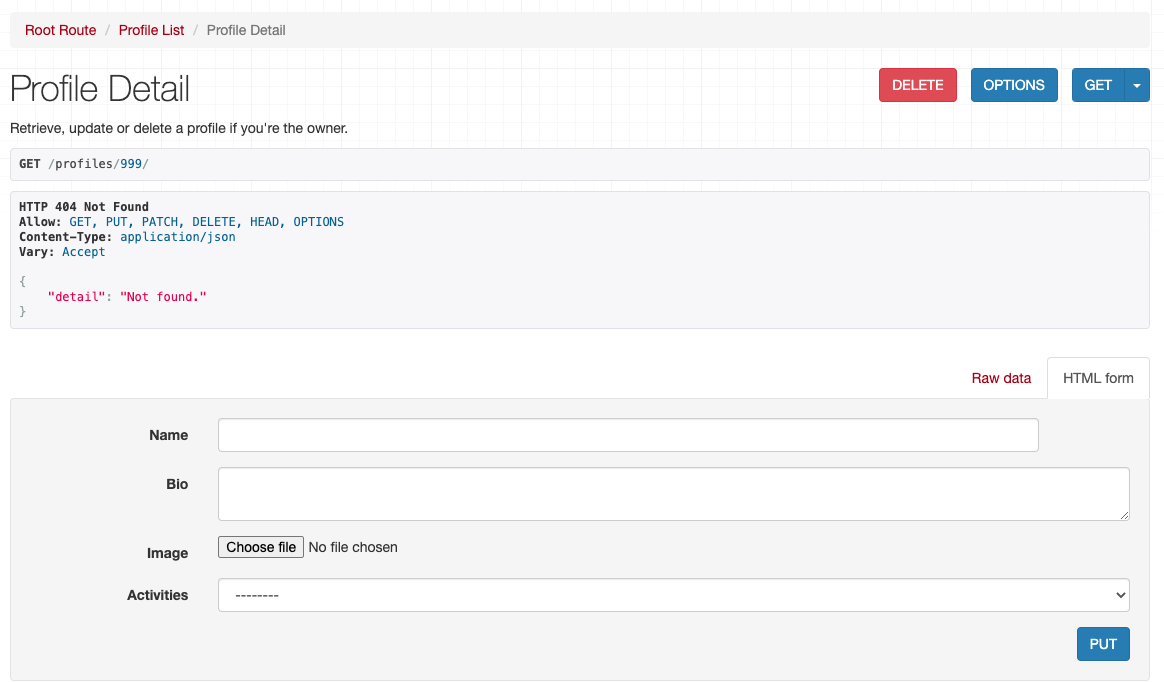 Root Route / Profile List / Profile Detail
Profile Detail
DELETE OPTIONS GET
Retrieve, update or delete a profile if you're the owner.
GET /profiles/999/
HTTP 404 Not Found
Allow: GET, PUT, PATCH, DELETE, HEAD, OPTIONS
Content-Type: application/json
Vary: Accept
{
"detail": "Not found."
}
Raw data HTML form
Name
Bio
Image Choose file No file chosen
Activities --------
PUT